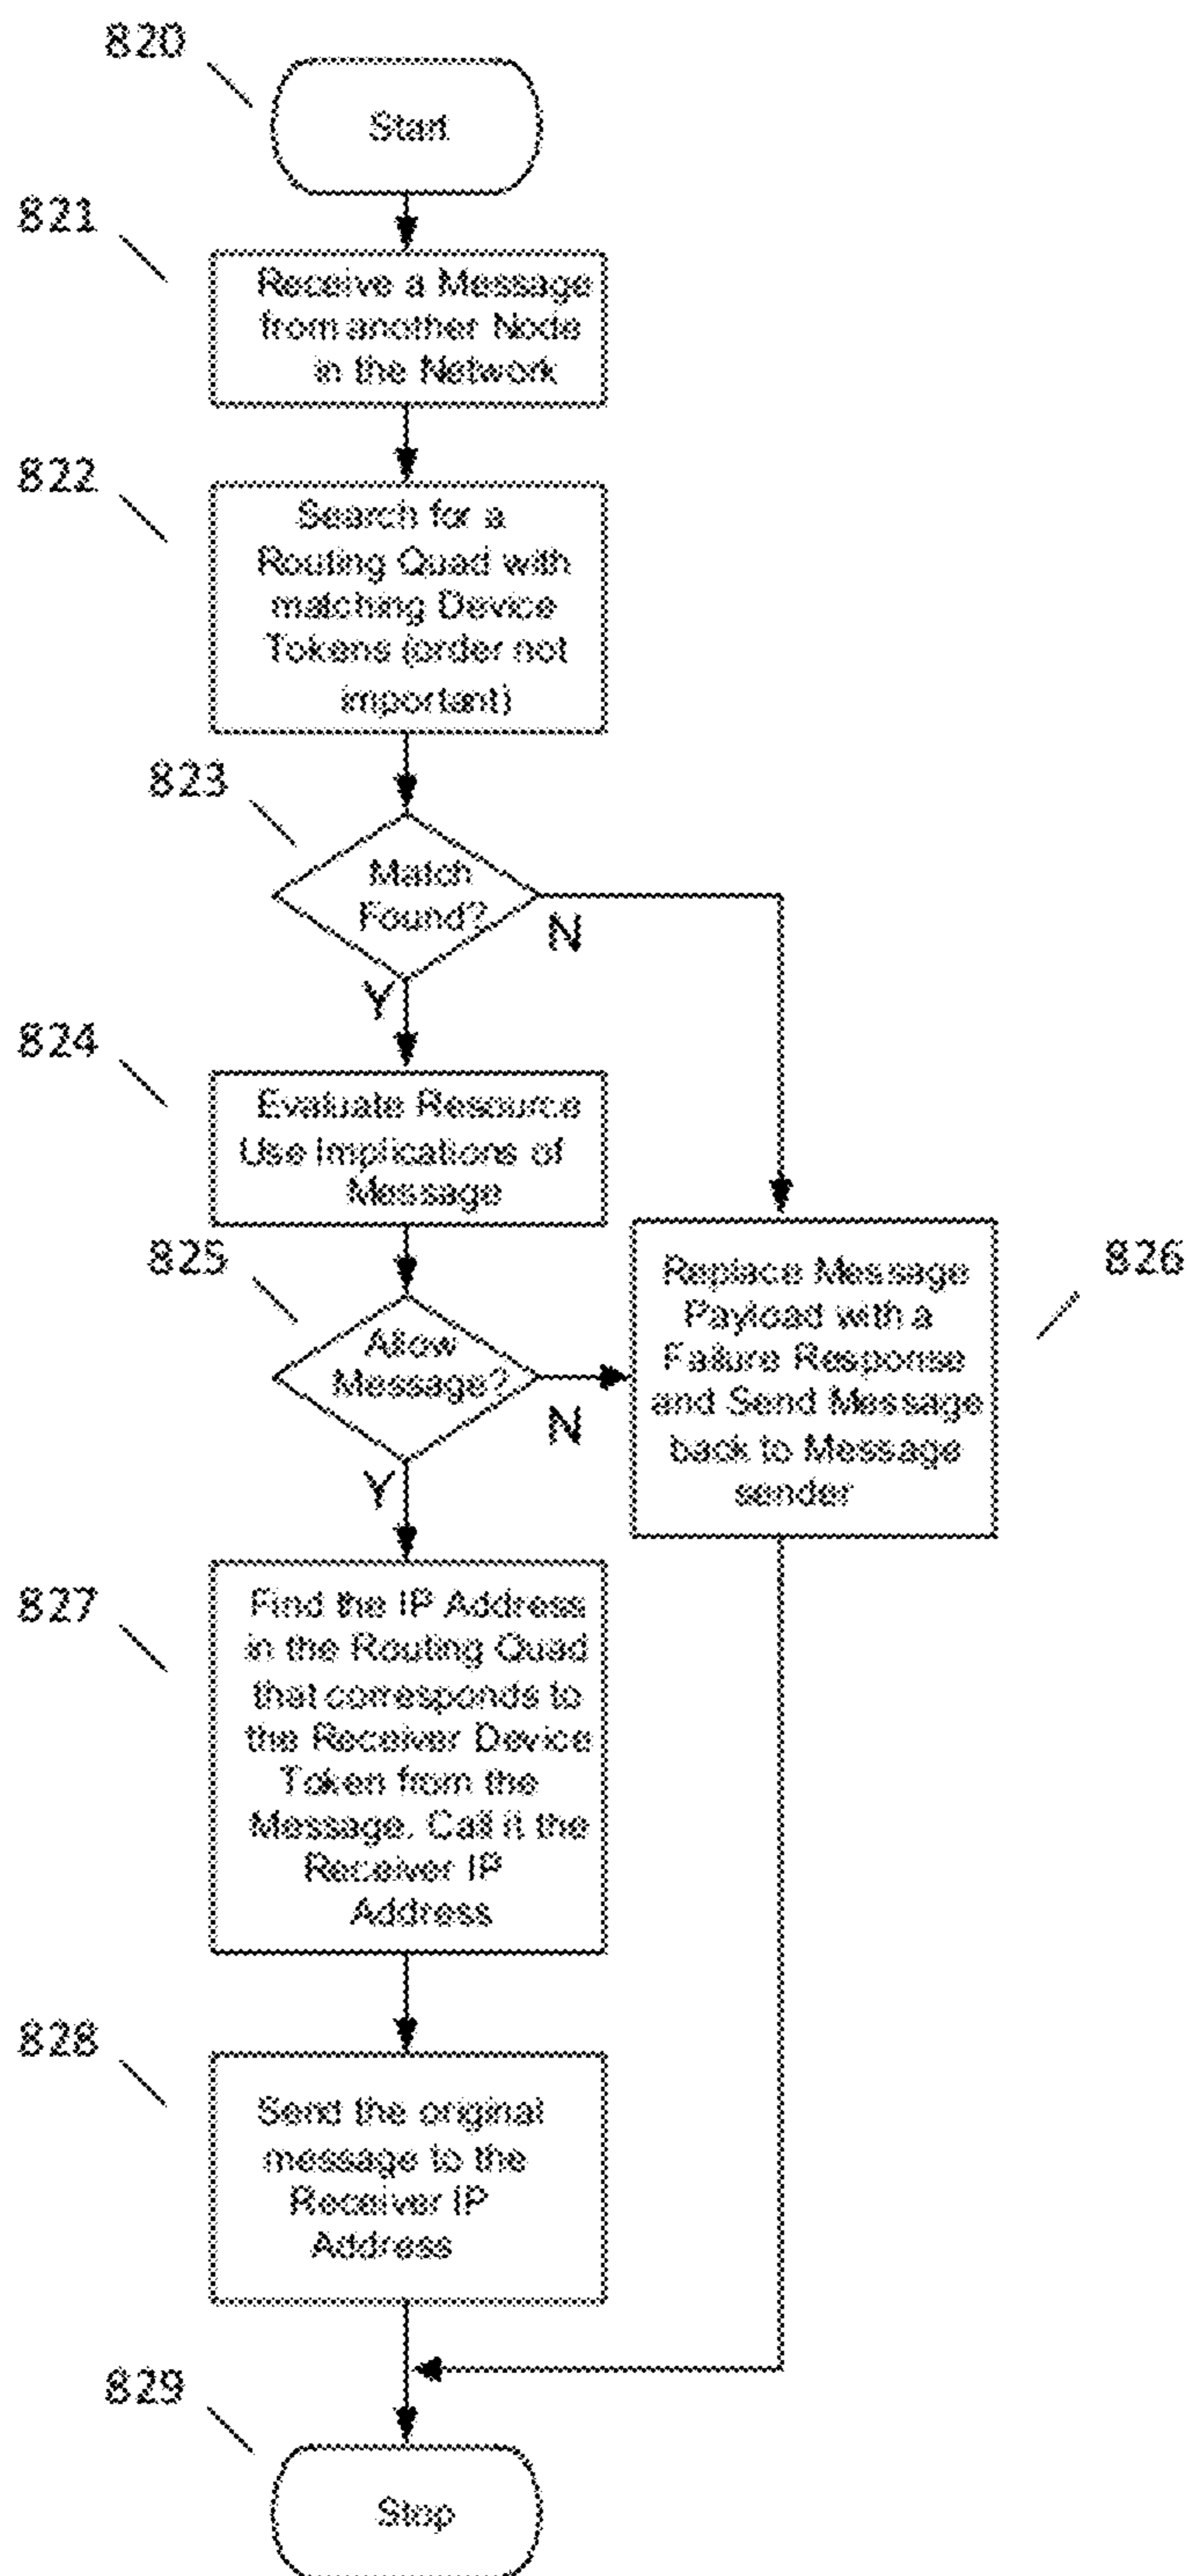 820
Start
821
Receive a Message
from another Node
in the Network
822
Search for a
Routing Quad with
matching Device
Tokens (order not
important)
823
Match
Found?
N
Y
824
Evaluate Resource
Use Implications of
Message
825
Allow
Message?
N
Y
826
Replace Message
Payload with a
Failure Response
and Send Message
back to Message
sender
827
Find the IP Address
in the Routing Quad
that corresponds to
the Receiver Device
Token from the
Message. Call it the
Receiver IP
Address
828
Send the original
message to the
Receiver IP
Address
829
Stop